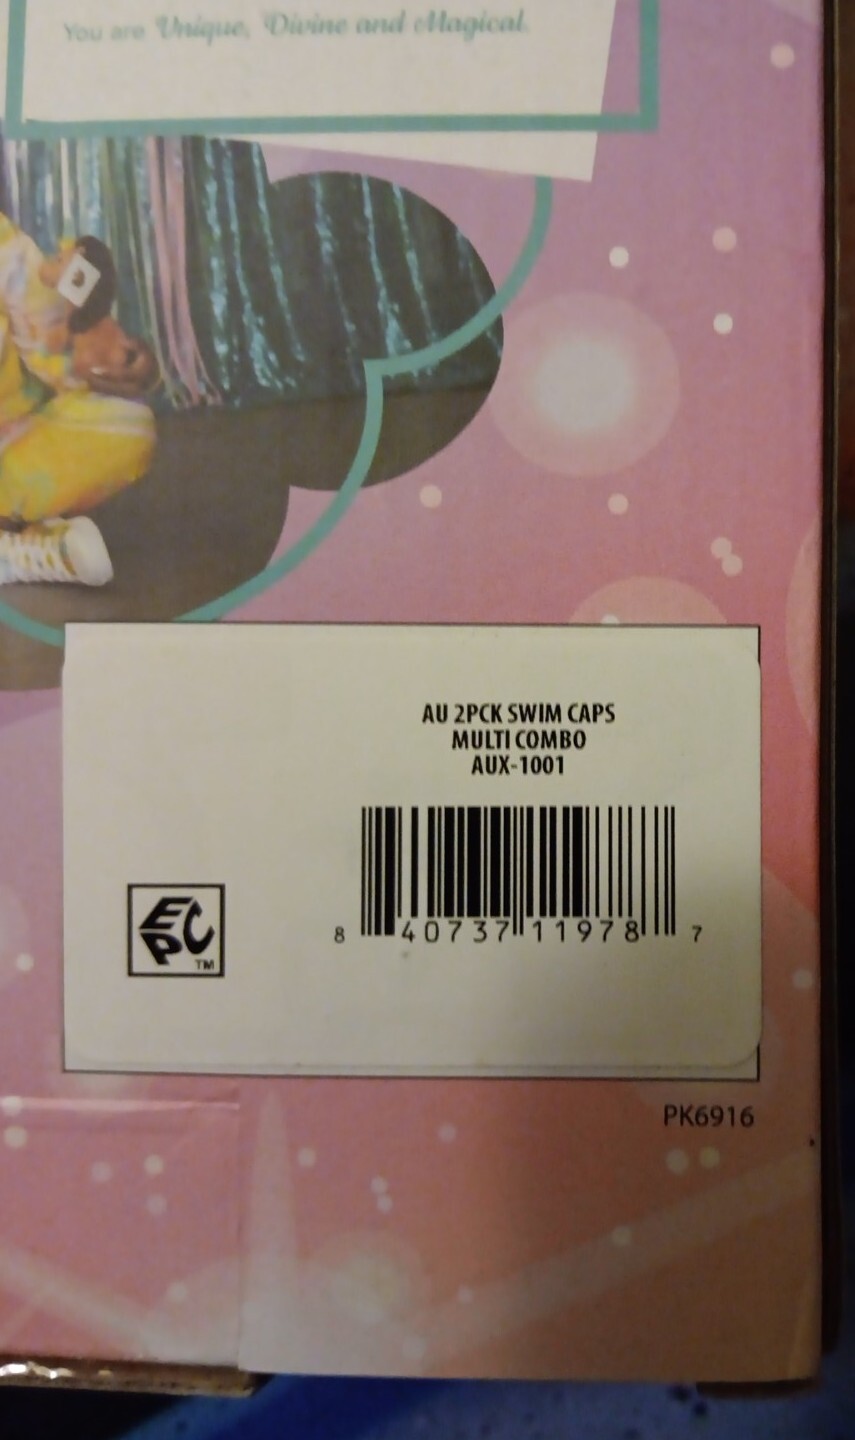 You are Unique, Divine and Magical.
AU 2PCK SWIM CAPS
MULTI COMBO
AUX-1001
8 40737 11978 7
EPC
TM
PK6916